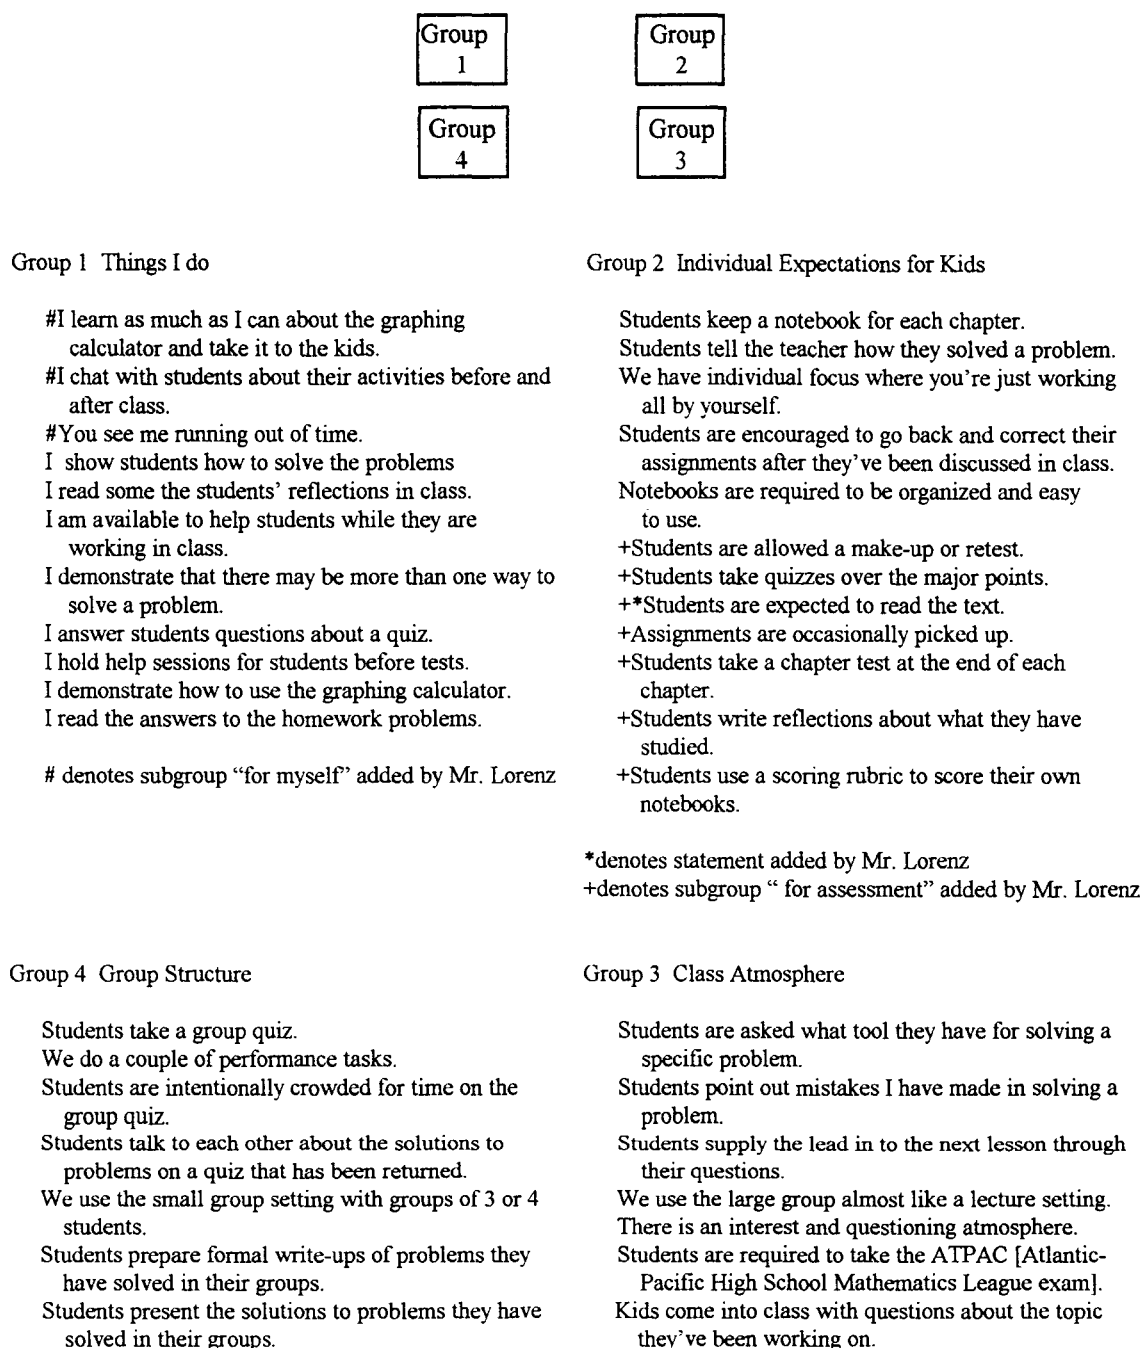 Group
1
Group
2
Group
4
Group
3
Group 1 Things I do
#I learn as much as I can about the graphing
calculator and take it to the kids.
#I chat with students about their activities before and
after class.
#You see me running out of time.
I show students how to solve the problems
I read some the students' reflections in class.
I am available to help students while they are
working in class.
I demonstrate that there may be more than one way to
solve a problem.
I answer students questions about a quiz.
I hold help sessions for students before tests.
I demonstrate how to use the graphing calculator.
I read the answers to the homework problems.
# denotes subgroup “for myself” added by Mr. Lorenz
Group 2 Individual Expectations for Kids
Students keep a notebook for each chapter.
Students tell the teacher how they solved a problem.
We have individual focus where you're just working
all by yourself.
Students are encouraged to go back and correct their
assignments after they've been discussed in class.
Notebooks are required to be organized and easy
to use.
+Students are allowed a make-up or retest.
+Students take quizzes over the major points.
+*Students are expected to read the text.
+Assignments are occasionally picked up.
+Students take a chapter test at the end of each
chapter.
+Students write reflections about what they have
studied.
+Students use a scoring rubric to score their own
notebooks.
*denotes statement added by Mr. Lorenz
+denotes subgroup “ for assessment” added by Mr. Lorenz
Group 4 Group Structure
Students take a group quiz.
We do a couple of performance tasks.
Students are intentionally crowded for time on the
group quiz.
Students talk to each other about the solutions to
problems on a quiz that has been returned.
We use the small group setting with groups of 3 or 4
students.
Students prepare formal write-ups of problems they
have solved in their groups.
Students present the solutions to problems they have
solved in their groups.
Group 3 Class Atmosphere
Students are asked what tool they have for solving a
specific problem.
Students point out mistakes I have made in solving a
problem.
Students supply the lead in to the next lesson through
their questions.
We use the large group almost like a lecture setting.
There is an interest and questioning atmosphere.
Students are required to take the ATPAC [Atlantic-
Pacific High School Mathematics League exam].
Kids come into class with questions about the topic
they've been working on.